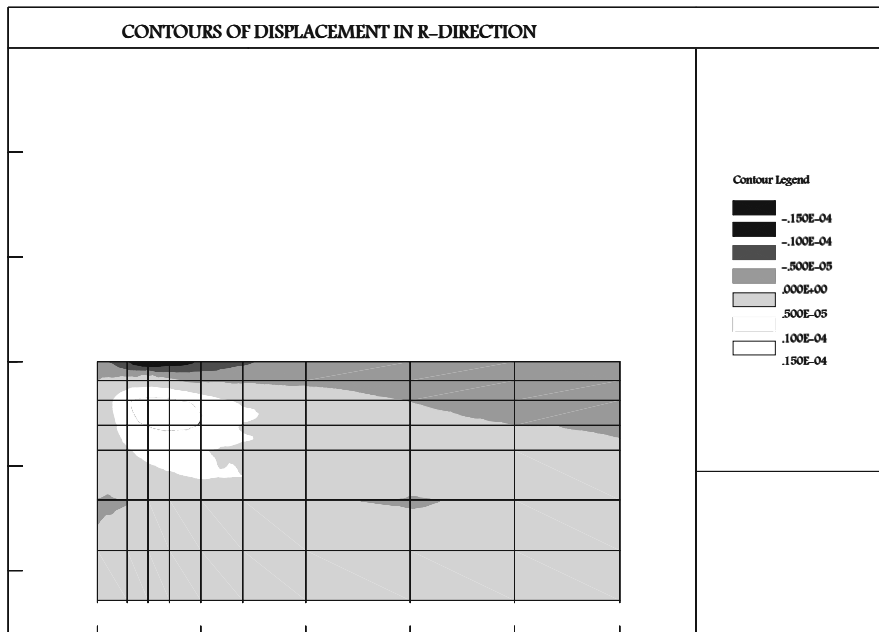 CONTOURS OF DISPLACEMENT IN R-DIRECTION
Contour Legend
-.150E-04
-.100E-04
-.500E-05
.000E+00
.500E-05
.100E-04
.150E-04